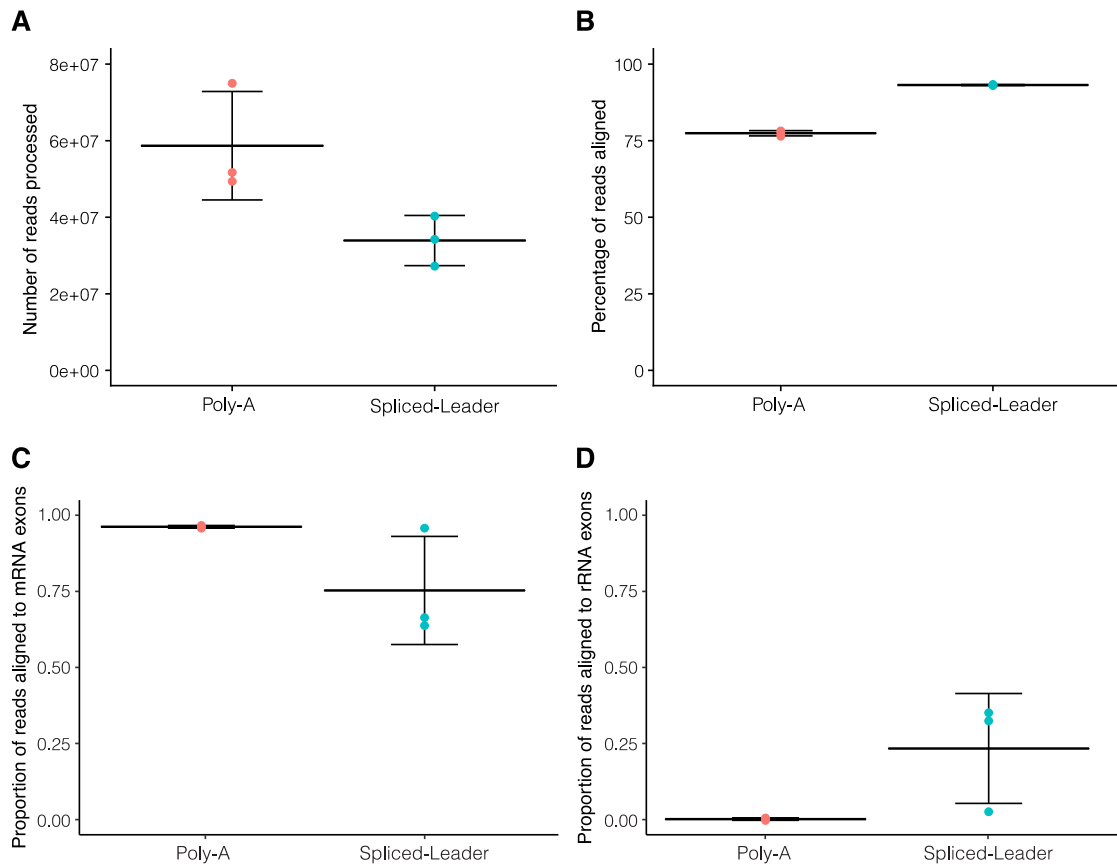 A
Number of reads processed
8e+07
6e+07
4e+07
2e+07
0e+00
Poly-A
Spliced-Leader
B
Percentage of reads aligned
100
75
50
25
0
Poly-A
Spliced-Leader
C
Proportion of reads aligned to mRNA exons
1.00
0.75
0.50
0.25
0.00
Poly-A
Spliced-Leader
D
Proportion of reads aligned to rRNA exons
1.00
0.75
0.50
0.25
0.00
Poly-A
Spliced-Leader